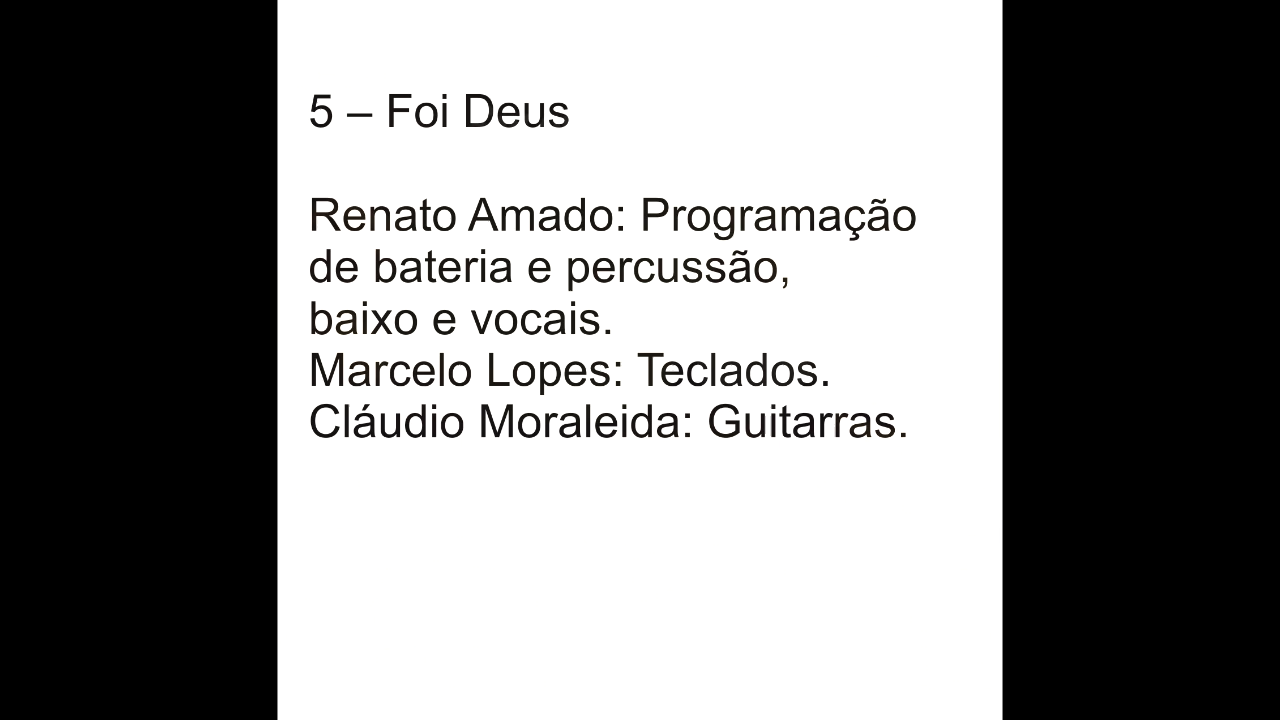 5 – Foi Deus
Renato Amado: Programação
de bateria e percussão,
baixo e vocais.
Marcelo Lopes: Teclados.
Cláudio Moraleida: Guitarras.